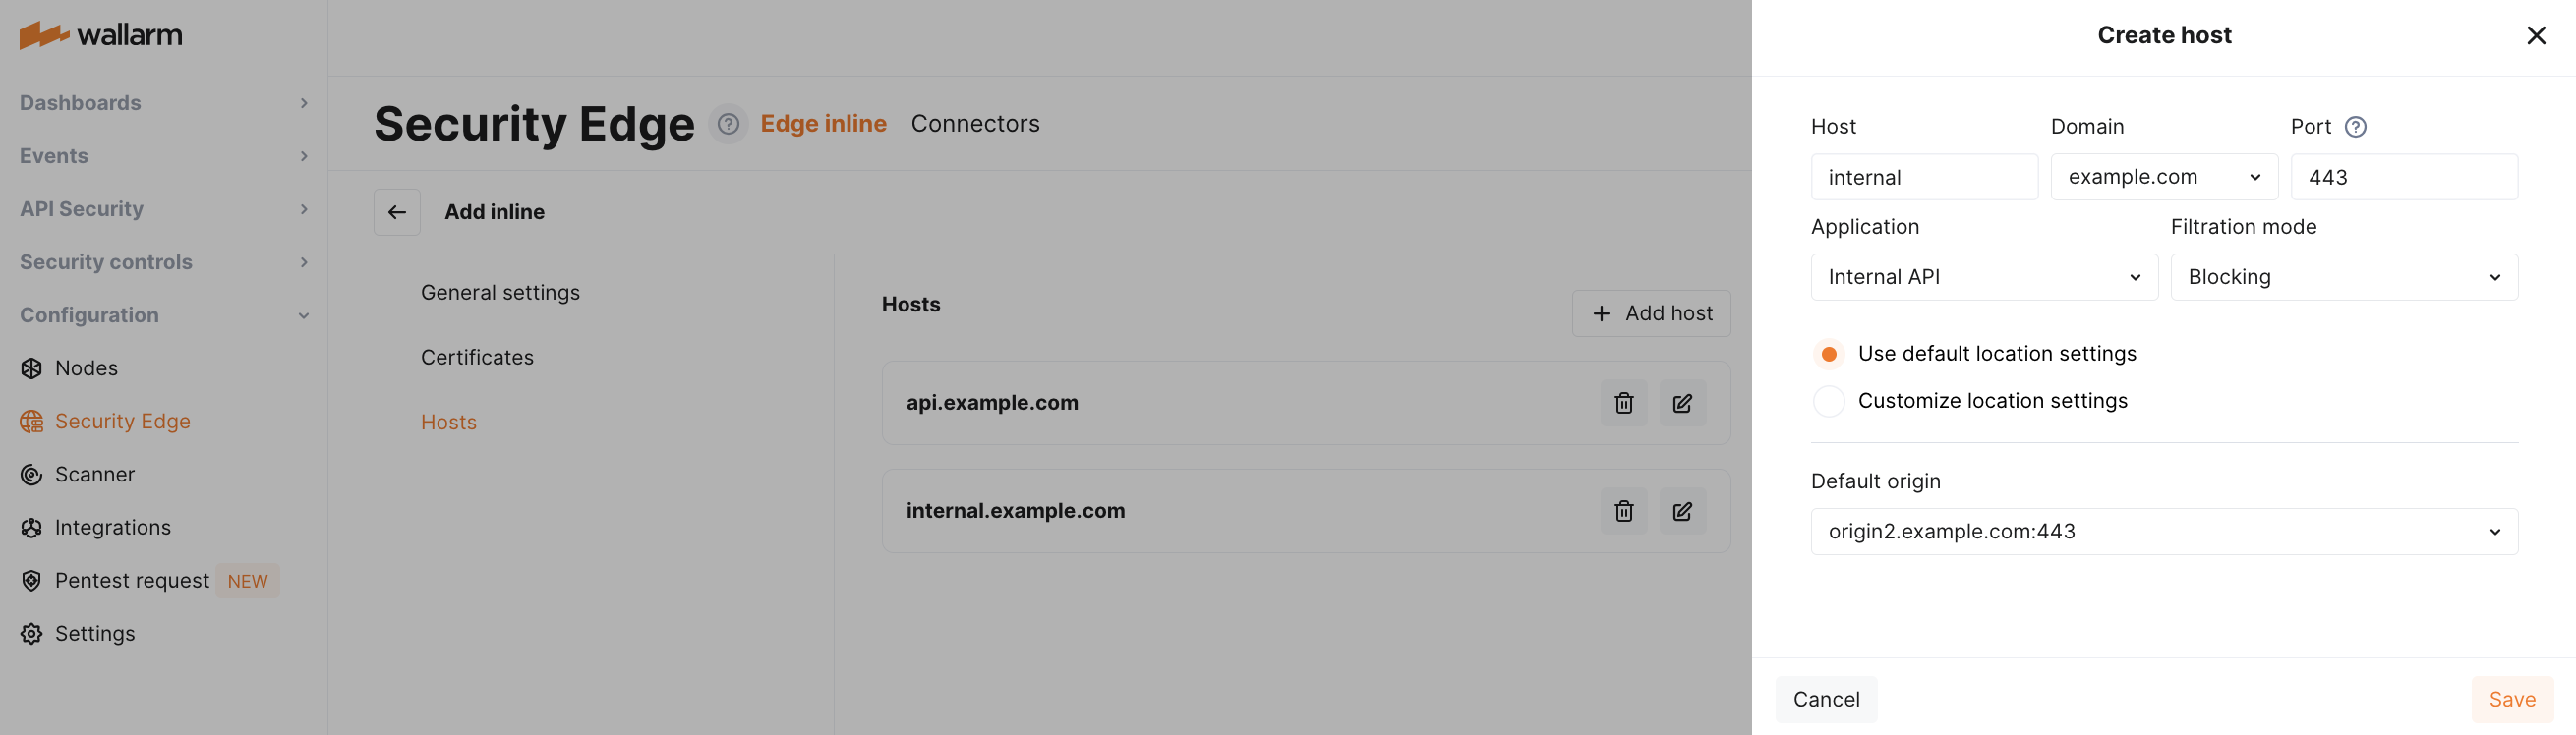 wallarm
Dashboards
Events
API Security
Security controls
Configuration
Nodes
Security Edge
Scanner
Integrations
Pentest request NEW
Settings
Security Edge ? Edge inline Connectors
Add inline
General settings
Certificates
Hosts
Hosts
+ Add host
api.example.com
internal.example.com
Create host
Host Domain Port ?
internal example.com 443
Application Filtration mode
Internal API Blocking
Use default location settings
Customize location settings
Default origin
origin2.example.com:443
Cancel Save